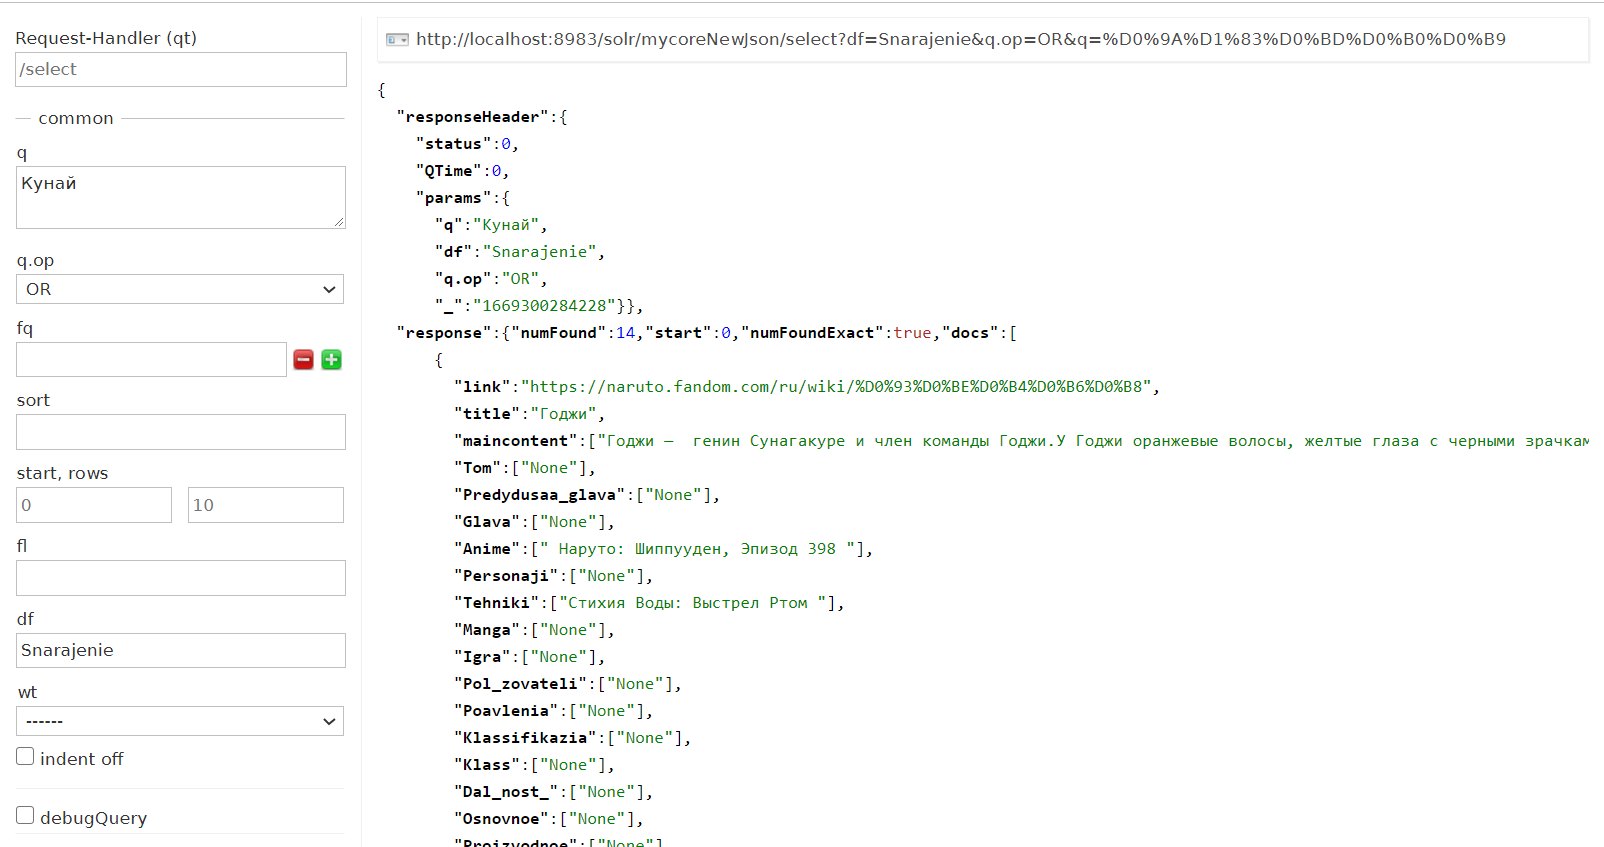 Request-Handler (qt)
/select
common
q
Кунай
q.op
OR
fq
sort
start, rows
0 10
fl
df
Snarajenie
wt
------
indent off
debugQuery
http://localhost:8983/solr/mycoreNewJson/select?df=Snarajenie&q.op=OR&q=%D0%9A%D1%83%D0%BD%D0%B0%D0%B9
{
"responseHeader":{
"status":0,
"QTime":0,
"params":{
"q":"Кунай",
"df":"Snarajenie",
"q.op":"OR",
"_":"1669300284228"}},
"response":{"numFound":14,"start":0,"numFoundExact":true,"docs":[
{
"link":"https://naruto.fandom.com/ru/wiki/%D0%93%D0%BE%D0%B4%D0%B6%D0%B8",
"title":"Годжи",
"maincontent":["Годжи — генин Сунагакуре и член команды Годжи.У Годжи оранжевые волосы, желтые глаза с черными зрачкам
"Tom":["None"],
"Predydusaa_glava":["None"],
"Glava":["None"],
"Anime":[" Наруто: Шиппууден, Эпизод 398 "],
"Personaji":["None"],
"Tehniki":["Стихия Воды: Выстрел Ртом "],
"Manga":["None"],
"Igra":["None"],
"Pol_zovateli":["None"],
"Poavlenia":["None"],
"Klassifikazia":["None"],
"Klass":["None"],
"Dal_nost_":["None"],
"Osnovnoe":["None"],
"Proizvodnoe":["None"]